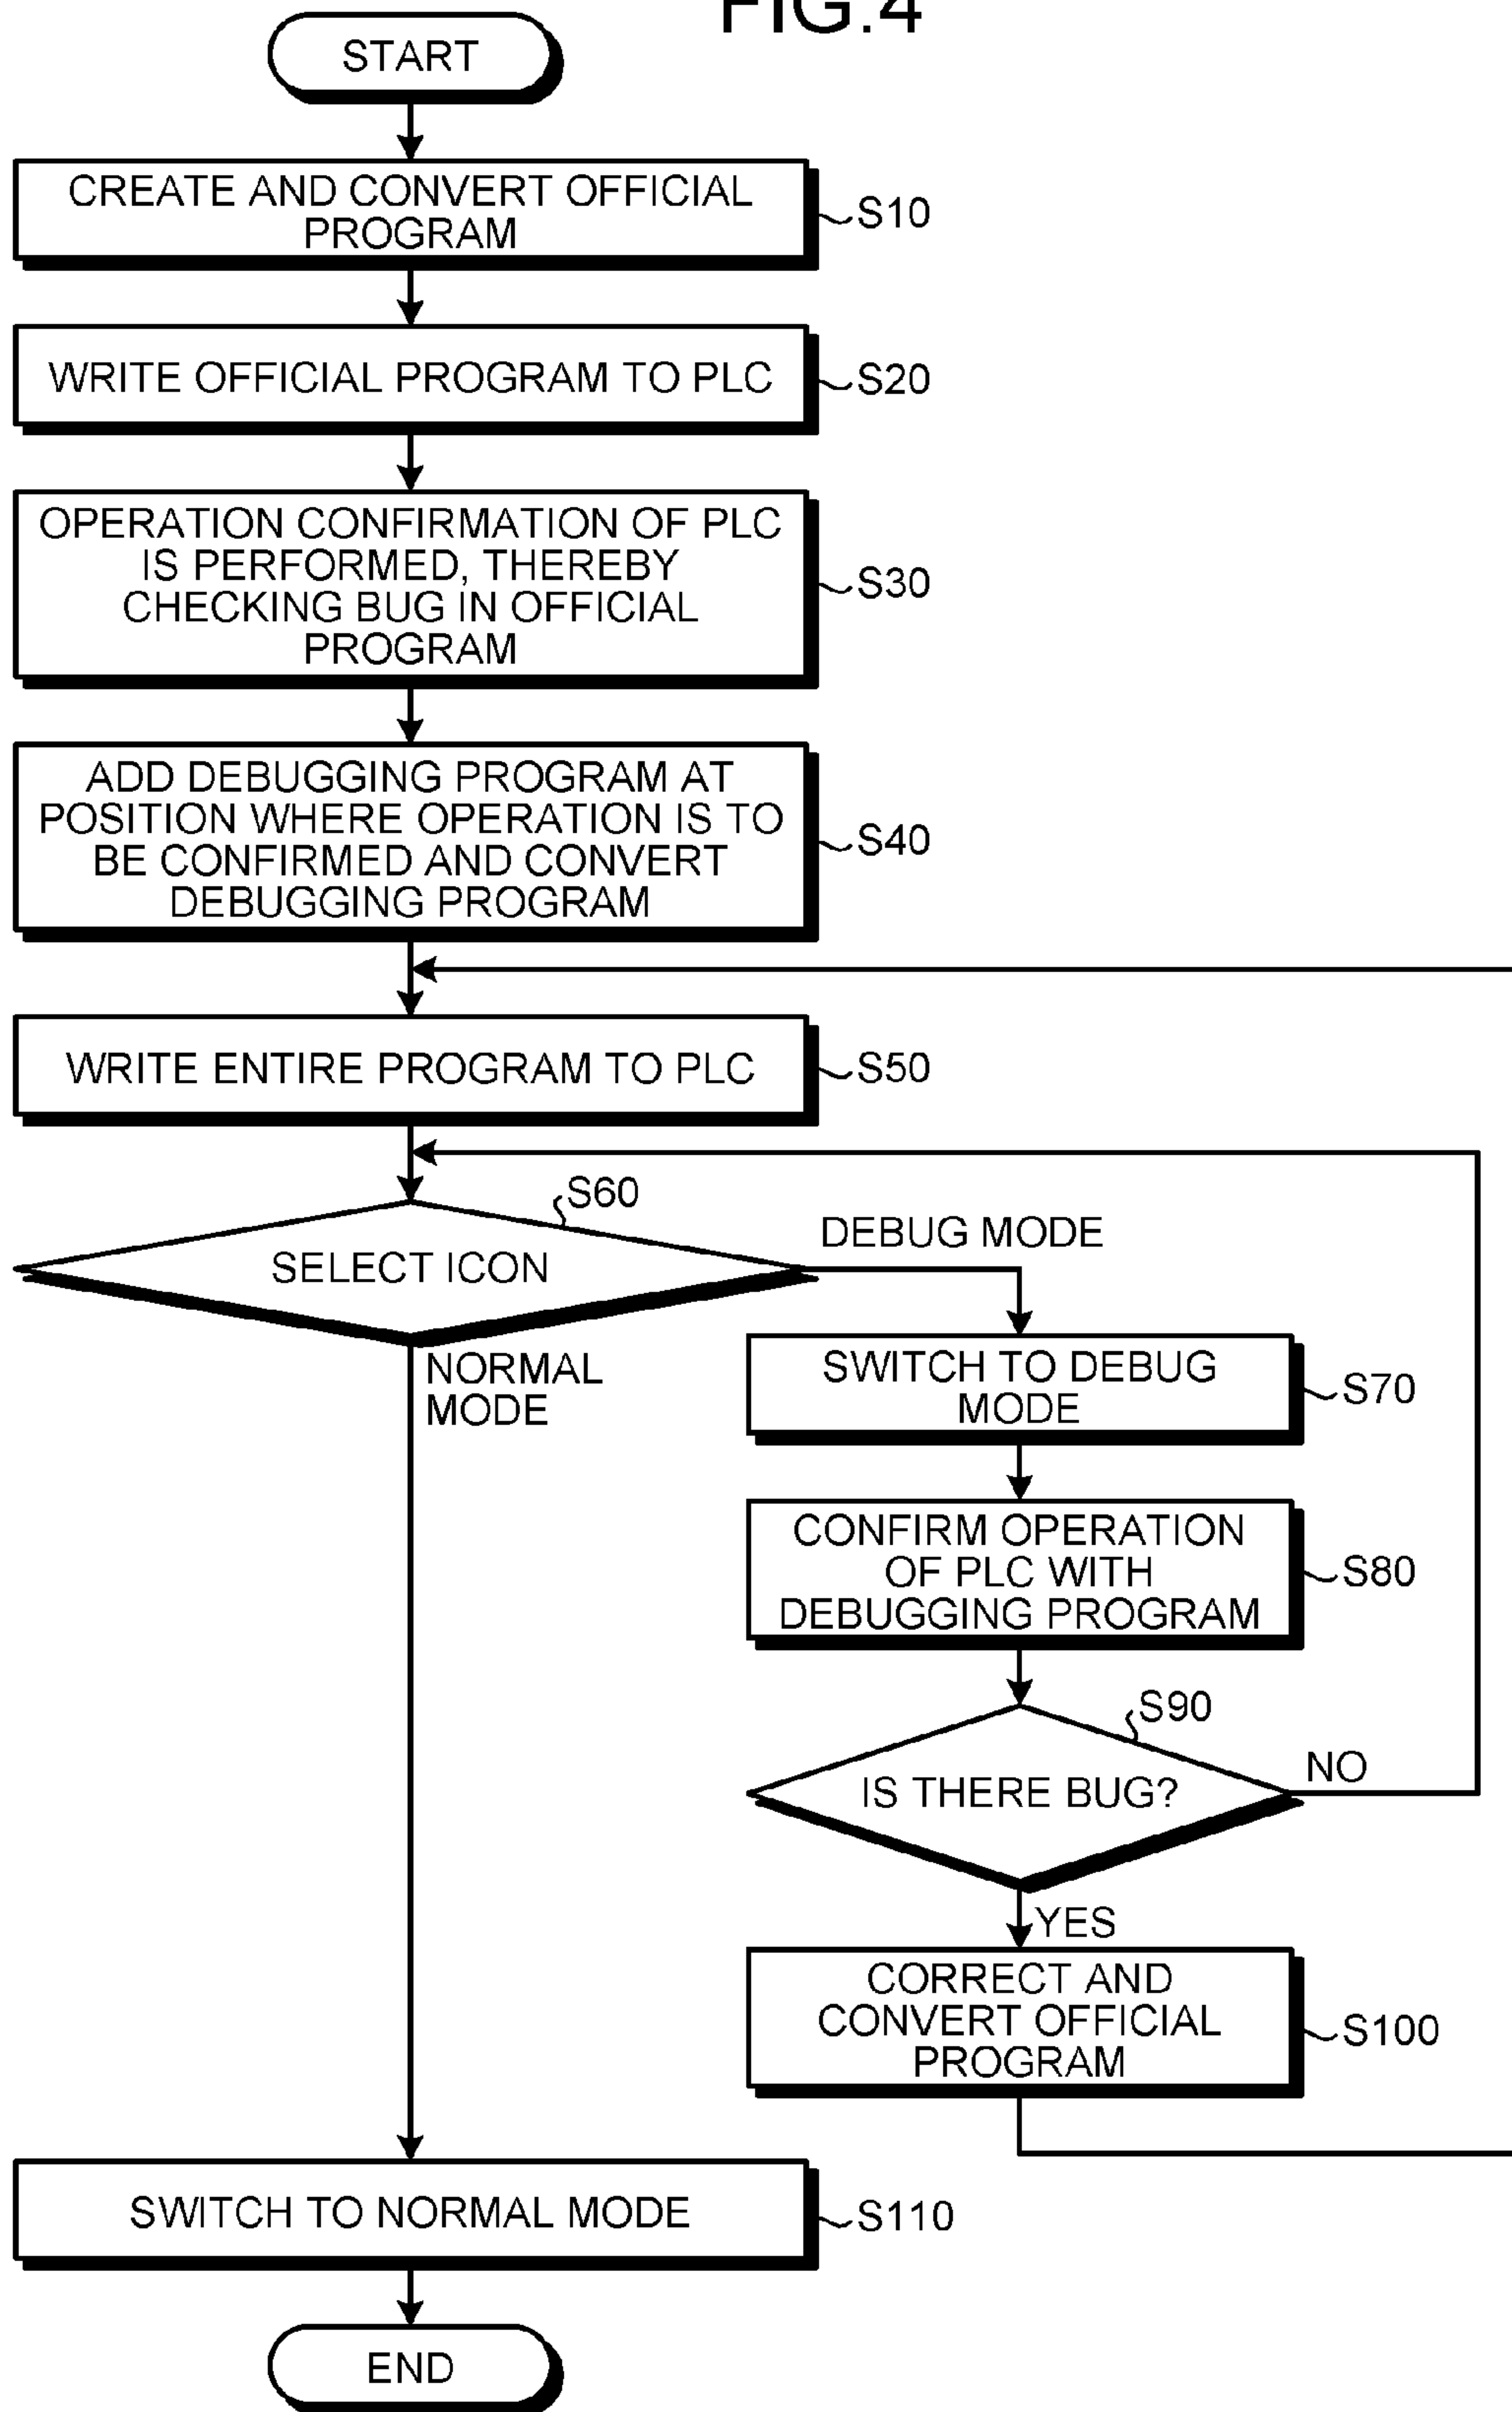 FIG.4
START
CREATE AND CONVERT OFFICIAL
PROGRAM
S10
WRITE OFFICIAL PROGRAM TO PLC
S20
OPERATION CONFIRMATION OF PLC
IS PERFORMED, THEREBY
CHECKING BUG IN OFFICIAL
PROGRAM
S30
ADD DEBUGGING PROGRAM AT
POSITION WHERE OPERATION IS TO
BE CONFIRMED AND CONVERT
DEBUGGING PROGRAM
S40
WRITE ENTIRE PROGRAM TO PLC
S50
S60
SELECT ICON
DEBUG MODE
NORMAL
MODE
SWITCH TO DEBUG
MODE
S70
CONFIRM OPERATION
OF PLC WITH
DEBUGGING PROGRAM
S80
S90
IS THERE BUG?
NO
YES
CORRECT AND
CONVERT OFFICIAL
PROGRAM
S100
SWITCH TO NORMAL MODE
S110
END